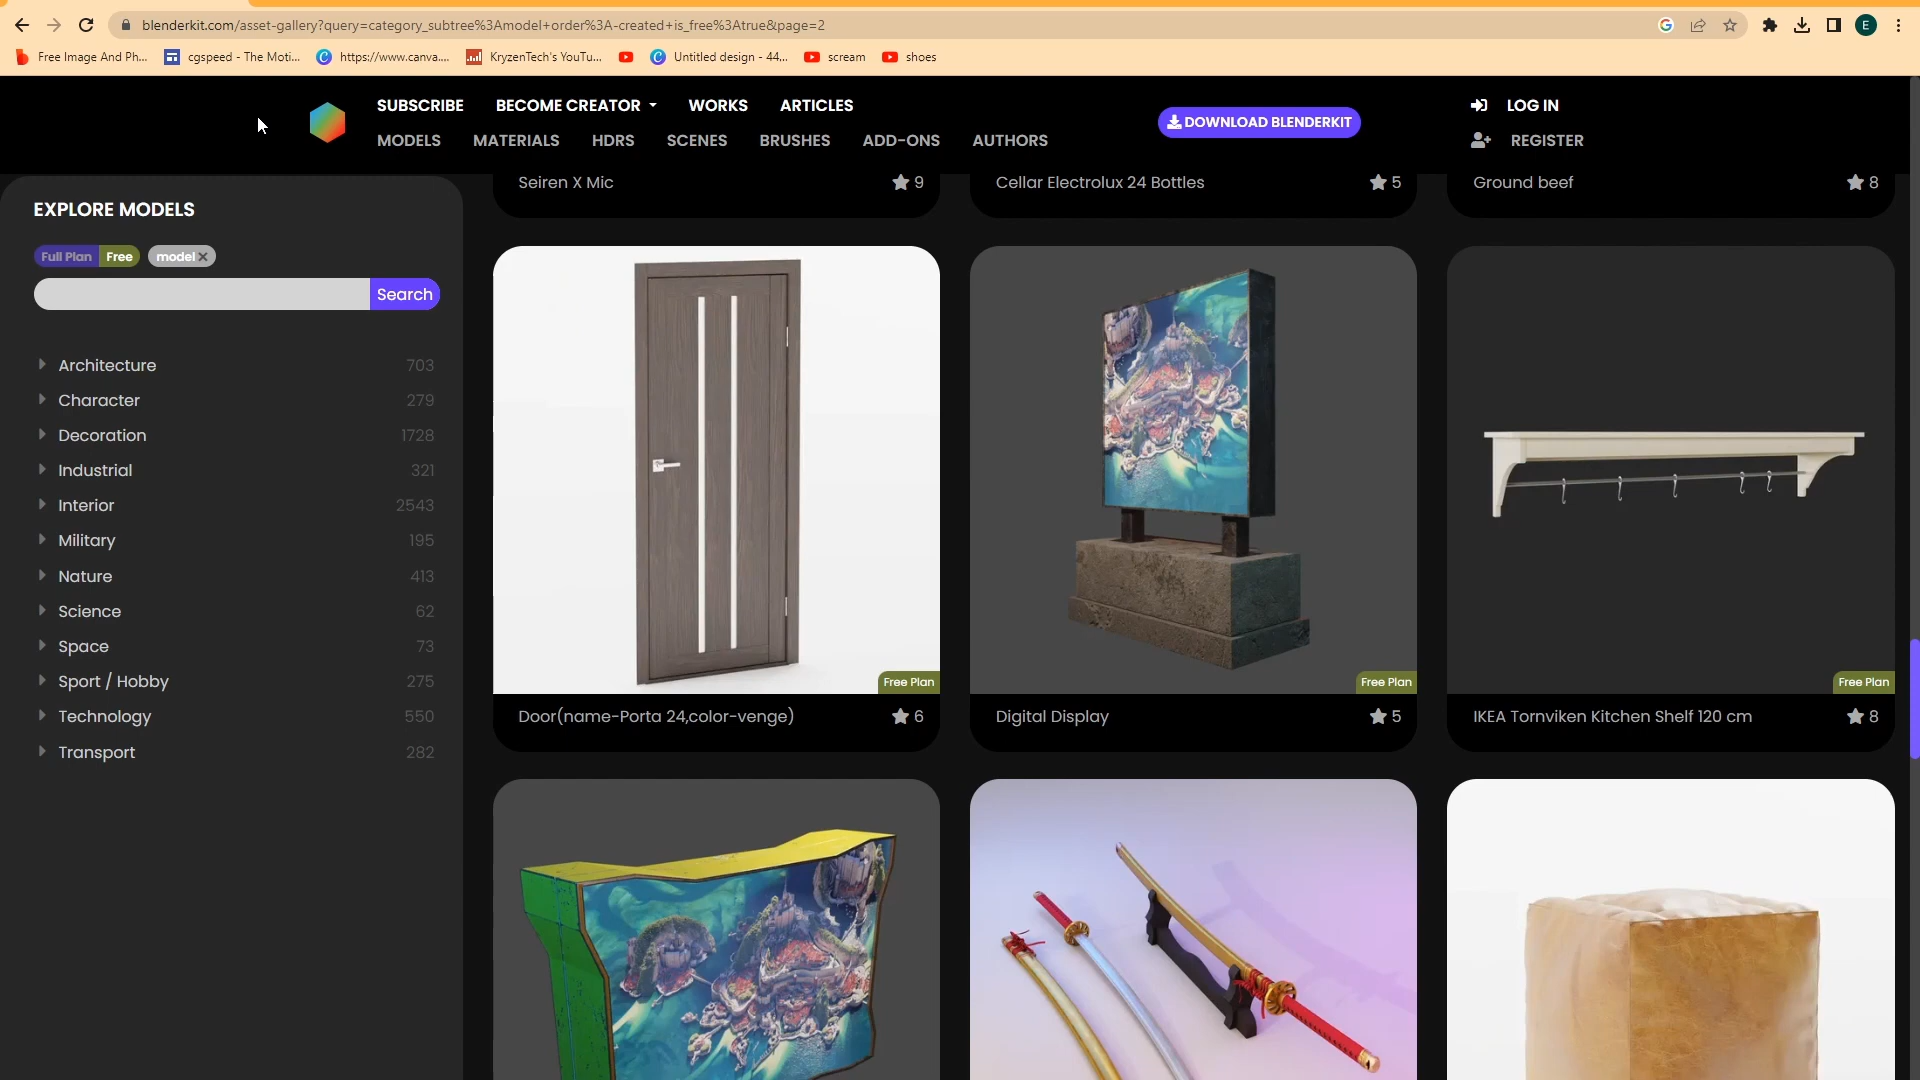 blenderkit.com/asset-gallery?query=category_subtree%3Amodel+order%3A-created+is_free%3Atrue&page=2
E
Free Image And Ph...
cgspeed - The Moti...
https://www.canva....
KryzenTech's YouTu...
Untitled design - 44...
scream
shoes
SUBSCRIBE BECOME CREATOR WORKS ARTICLES
MODELS MATERIALS HDRS SCENES BRUSHES ADD-ONS AUTHORS
DOWNLOAD BLENDERKIT
LOG IN
REGISTER
EXPLORE MODELS
Full Plan Free model
Search
Architecture 703
Character 279
Decoration 1728
Industrial 321
Interior 2543
Military 195
Nature 413
Science 62
Space 73
Sport / Hobby 275
Technology 550
Transport 282
Seiren X Mic 9
Cellar Electrolux 24 Bottles 5
Ground beef 8
Free Plan
Door(name-Porta 24,color-venge) 6
Free Plan
Digital Display 5
Free Plan
IKEA Tornviken Kitchen Shelf 120 cm 8